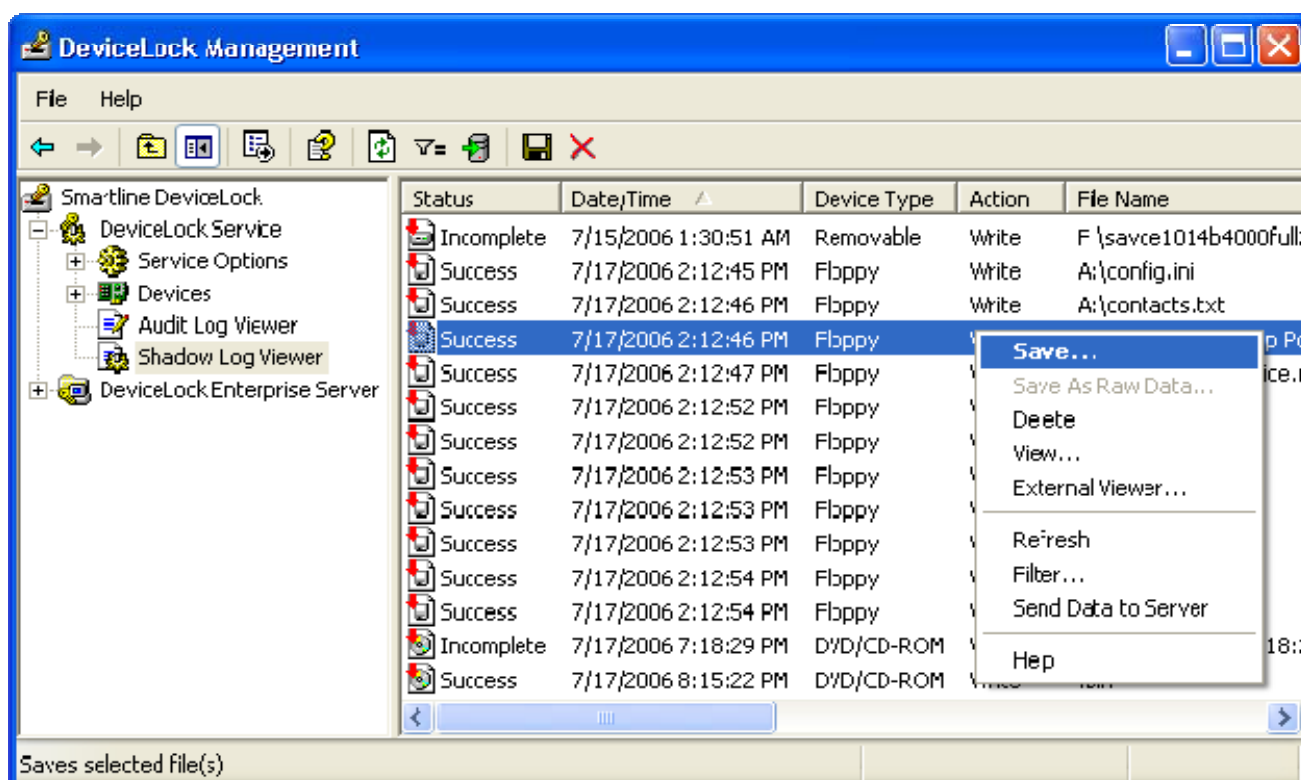 DeviceLock Management
File Help
Smartline DeviceLock
DeviceLock Service
Service Options
Devices
Audit Log Viewer
Shadow Log Viewer
DeviceLock Enterprise Server
Status Date/Time Device Type Action File Name
Incomplete 7/15/2006 1:30:51 AM Removable Write F:\savce1014b4000full
Success 7/17/2006 2:12:45 PM Floppy Write A:\config.ini
Success 7/17/2006 2:12:46 PM Floppy Write A:\contacts.txt
Success 7/17/2006 2:12:46 PM Floppy
Success 7/17/2006 2:12:47 PM Floppy
Success 7/17/2006 2:12:52 PM Floppy
Success 7/17/2006 2:12:52 PM Floppy
Success 7/17/2006 2:12:53 PM Floppy
Success 7/17/2006 2:12:53 PM Floppy
Success 7/17/2006 2:12:53 PM Floppy
Success 7/17/2006 2:12:54 PM Floppy
Success 7/17/2006 2:12:54 PM Floppy
Incomplete 7/17/2006 7:18:29 PM DVD/CD-ROM 18:
Success 7/17/2006 8:15:22 PM DVD/CD-ROM
Save...
Save As Raw Data...
Delete
View...
External Viewer...
Refresh
Filter...
Send Data to Server
Help
Saves selected file(s)